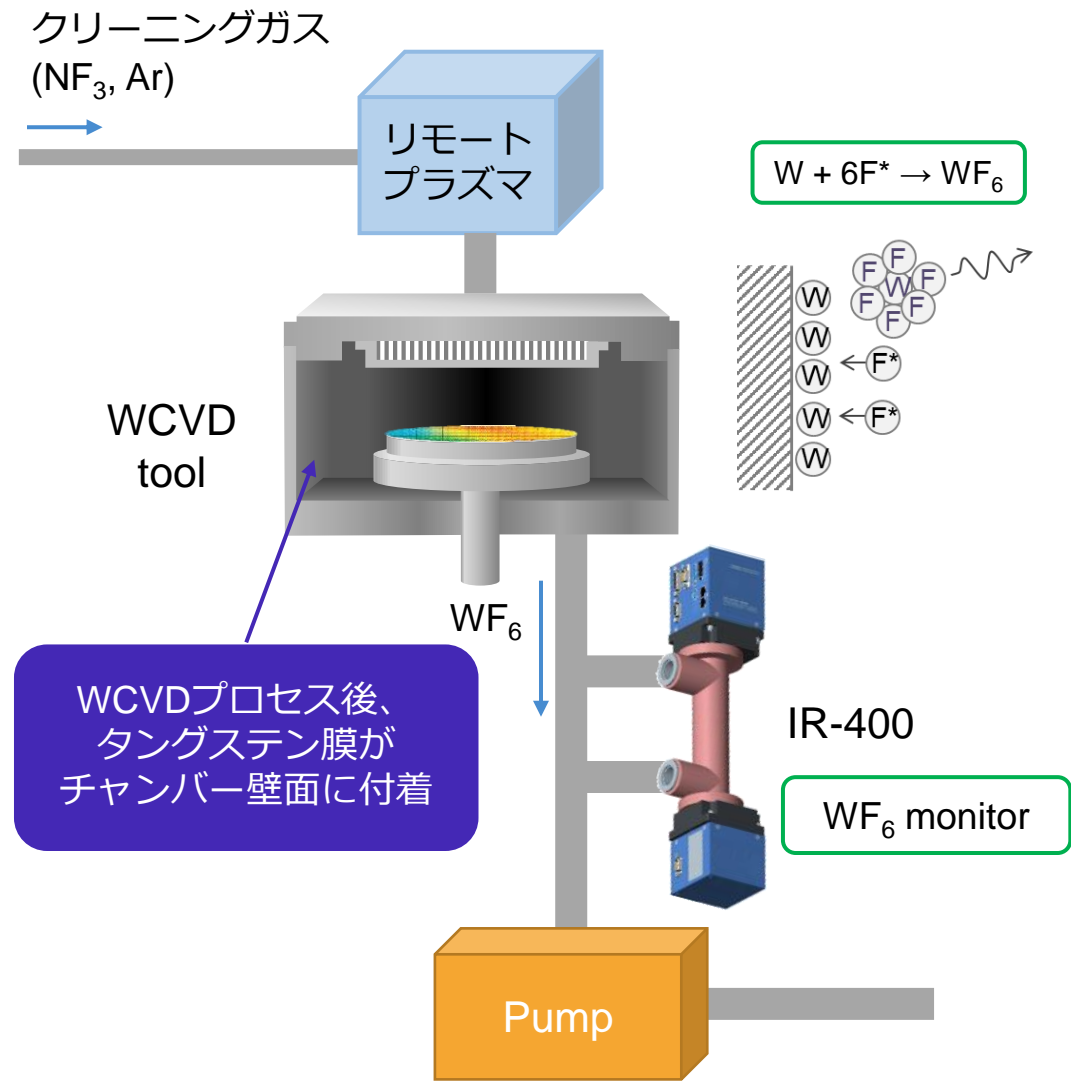 クリーニングガス
(NF₃, Ar)
リモート
プラズマ
W + 6F* → WF₆
F
F
F
W
F
F
F
W
W
W
F*
W
F*
W
WCVD
tool
WF₆
WCVDプロセス後、
タングステン膜が
チャンバー壁面に付着
IR-400
WF₆ monitor
Pump